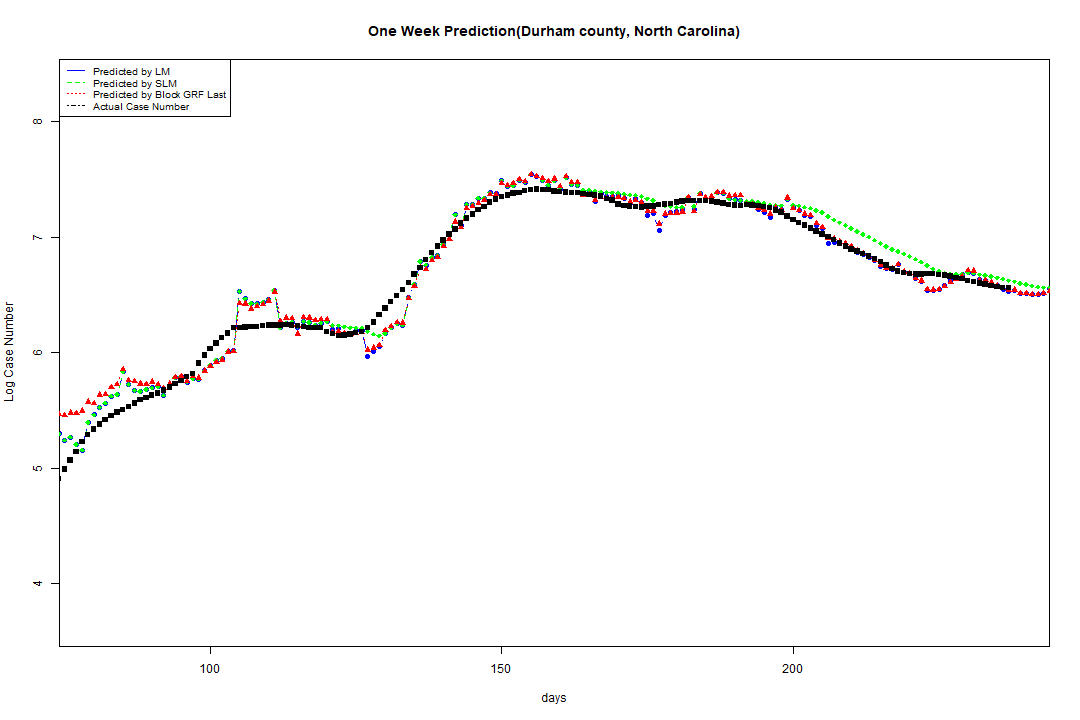 One Week Prediction(Durham county, North Carolina)
Predicted by LM
Predicted by SLM
Predicted by Block GRF Last
Actual Case Number
8
7
6
5
4
Log Case Number
100
150
200
days